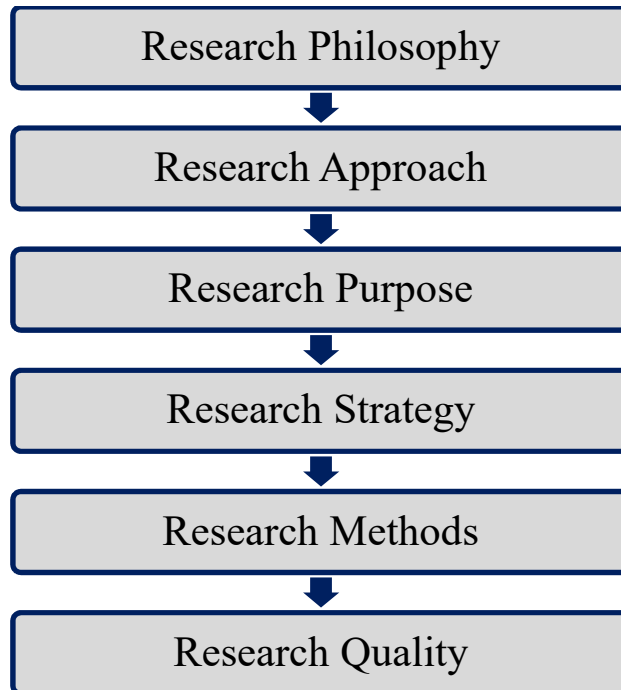 Research Philosophy
Research Approach
Research Purpose
Research Strategy
Research Methods
Research Quality